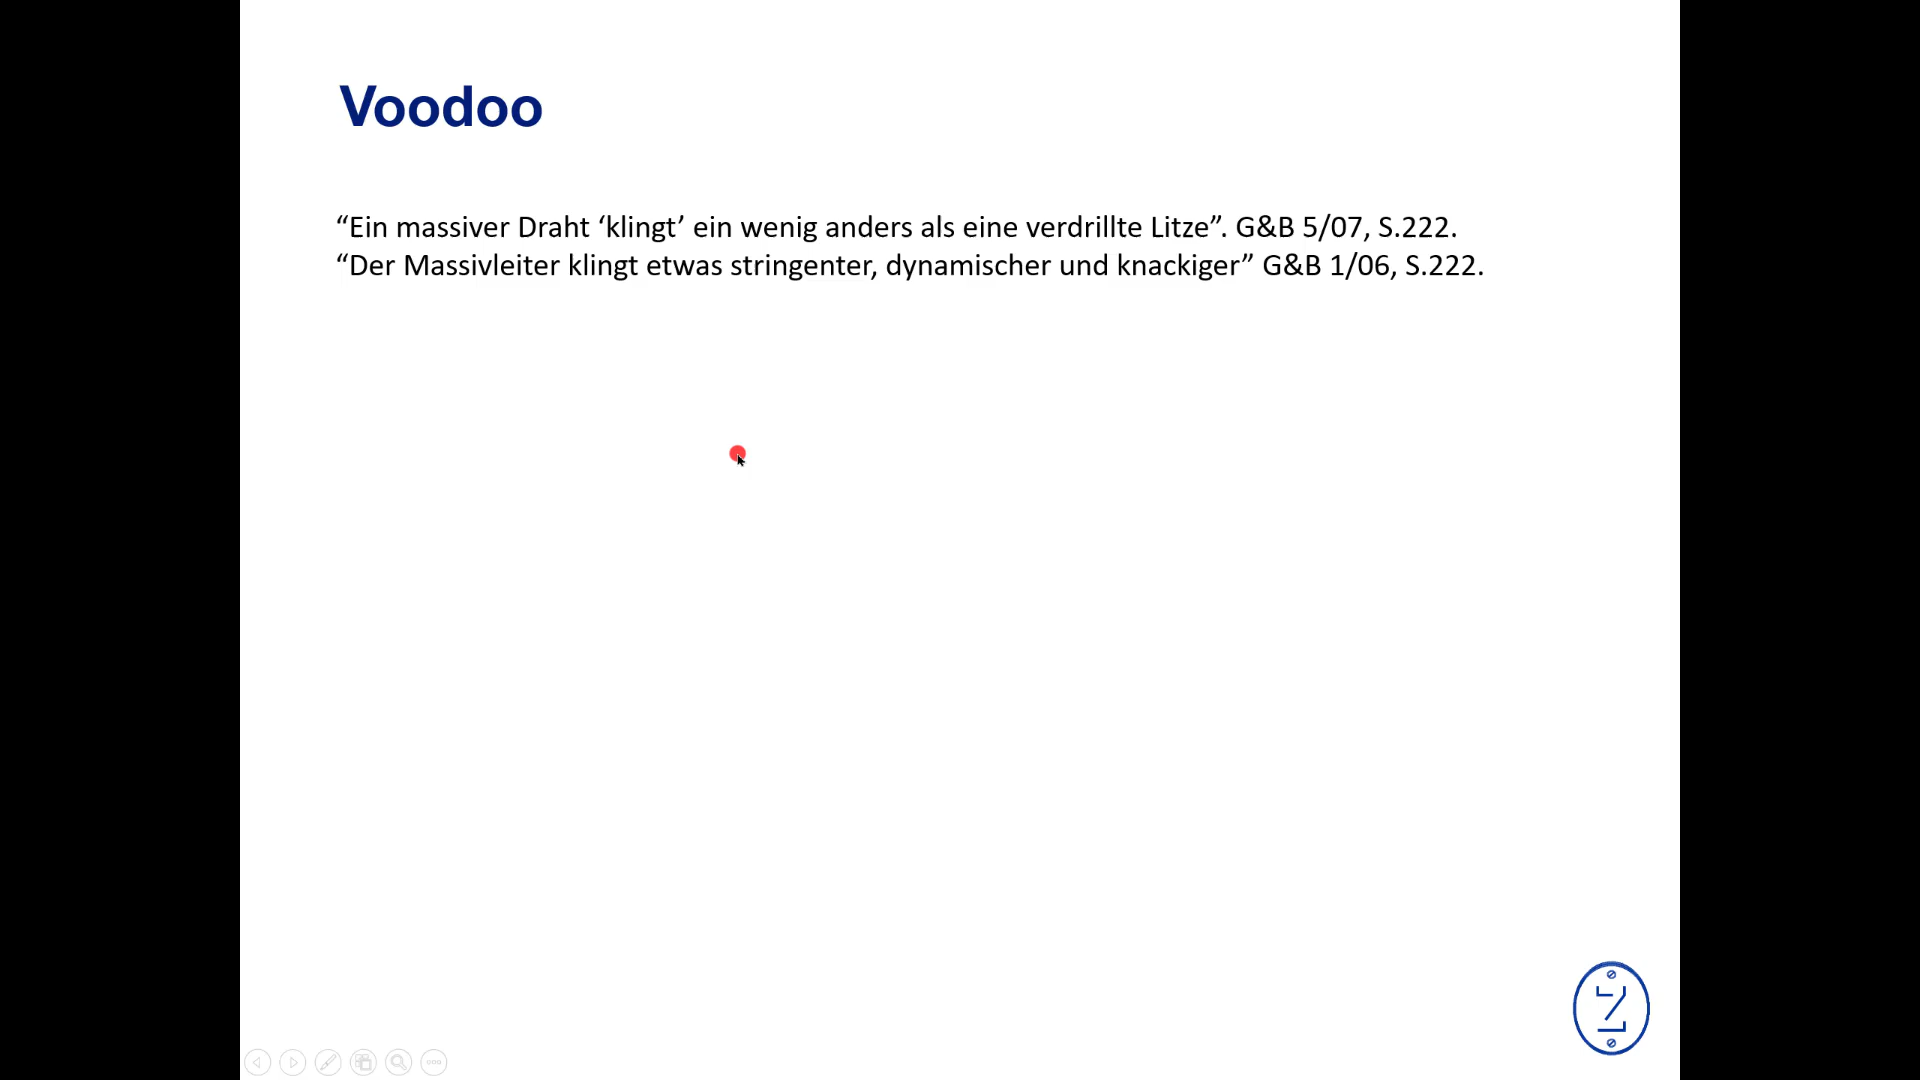 Voodoo
“Ein massiver Draht ‘klingt’ ein wenig anders als eine verdrillte Litze”. G&B 5/07, S.222.
“Der Massivleiter klingt etwas stringenter, dynamischer und knackiger” G&B 1/06, S.222.